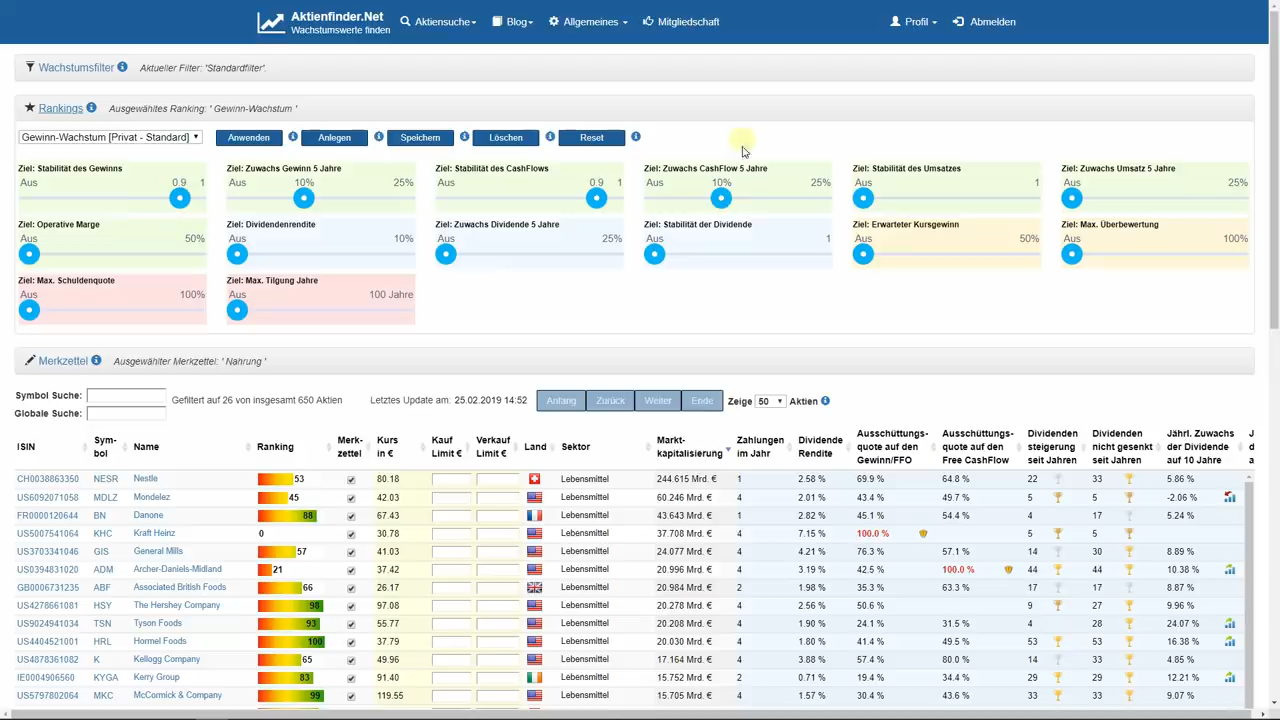 Aktienfinder.Net
Wachstumswerte finden
Aktiensuche Blog Allgemeines Mitgliedschaft Profil Abmelden
Wachstumsfilter Aktueller Filter: 'Standardfilter'.
Rankings Ausgewähltes Ranking: ' Gewinn-Wachstum '
Gewinn-Wachstum [Privat - Standard] Anwenden Anlegen Speichern Löschen Reset
Ziel: Stabilität des Gewinns Ziel: Zuwachs Gewinn 5 Jahre Ziel: Stabilität des CashFlows Ziel: Zuwachs CashFlow 5 Jahre Ziel: Stabilität des Umsatzes Ziel: Zuwachs Umsatz 5 Jahre
Aus 0.9 1 Aus 10% 25% Aus 0.9 1 Aus 10% 25% Aus 1 Aus 25%
Ziel: Operative Marge Ziel: Dividendenrendite Ziel: Zuwachs Dividende 5 Jahre Ziel: Stabilität der Dividende Ziel: Erwarteter Kursgewinn Ziel: Max. Überbewertung
Aus 50% Aus 10% Aus 25% Aus 1 Aus 50% Aus 100%
Ziel: Max. Schuldenquote Ziel: Max. Tilgung Jahre
Aus 100% Aus 100 Jahre
Merkzettel Ausgewählter Merkzettel: ' Nahrung '
Symbol Suche: Gefiltert auf 26 von insgesamt 650 Aktien Letztes Update am: 25.02.2019 14:52 Anfang Zurück Weiter Ende Zeige 50 Aktien
Globale Suche:
ISIN Sym- Name Ranking Merk- Kurs Kauf Verkauf Land Sektor Markt- Zahlungen Dividende Ausschüttungs- Ausschüttungs- Dividenden Dividenden Jährl. Zuwachs J
bol zettel in € Limit € Limit € kapitalisierung im Jahr Rendite quote auf den quote auf den steigerung nicht gesenkt der Dividende a
Gewinn/FFO Free CashFlow seit Jahren seit Jahren auf 10 Jahre
CH0038863350 NESR Nestle 53 80.18 Lebensmittel 244.615 Mrd. € 1 2.58 % 69.9 % 64.8 % 22 33 5.86 %
US6092071058 MDLZ Mondelez 45 42.03 Lebensmittel 60.246 Mrd. € 4 2.01 % 43.4 % 49.7 % 5 5 -2.06 %
FR0000120644 BN Danone 88 67.43 Lebensmittel 43.643 Mrd. € 1 2.82 % 45.1 % 54.4 % 4 17 5.24 %
US5007541064 KHC Kraft Heinz 0 30.78 Lebensmittel 37.708 Mrd. € 4 7.15 % 100.0 % 5 5
US3703341046 GIS General Mills 57 41.03 Lebensmittel 24.077 Mrd. € 4 4.21 % 76.3 % 57.1 % 14 30 8.89 %
US0394831020 ADM Archer-Daniels-Midland 21 37.42 Lebensmittel 20.996 Mrd. € 4 3.19 % 42.5 % 100.0 % 44 44 10.38 %
GB0006731235 ABF Associated British Foods 66 26.17 Lebensmittel 20.984 Mrd. € 2 1.98 % 35.3 % 63.3 % 17 17 8.87 %
US4278661081 HSY The Hershey Company 98 97.08 Lebensmittel 20.278 Mrd. € 4 2.56 % 50.6 % 9 27 9.96 %
US9024941034 TSN Tyson Foods 93 55.77 Lebensmittel 20.208 Mrd. € 4 1.90 % 24.1 % 31.5 % 4 28 24.07 %
US4404521001 HRL Hormel Foods 100 37.79 Lebensmittel 20.030 Mrd. € 4 1.80 % 41.4 % 49.5 % 53 53 16.38 %
US4878361082 K Kellogg Company 65 49.96 Lebensmittel 17.164 Mrd. € 4 3.88 % 57.4 % 80.0 % 14 33 4.85 %
IE0004906560 KYGA Kerry Group 83 91.40 Lebensmittel 15.752 Mrd. € 2 0.71 % 19.4 % 34.4 % 29 29 12.21 %
US5797802064 MKC McCormick & Company 99 119.55 Lebensmittel 15.705 Mrd. € 4 1.57 % 30.4 % 43.6 % 33 33 9.07 %